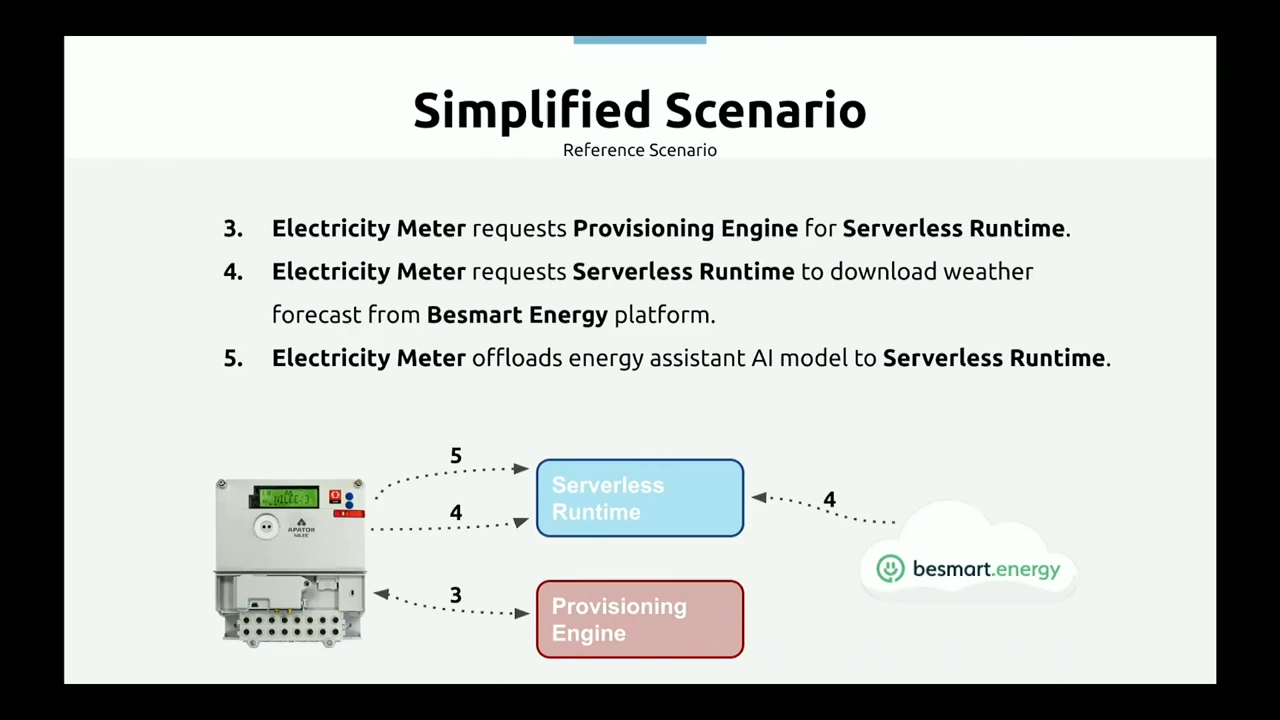 Simplified Scenario
Reference Scenario
3. Electricity Meter requests Provisioning Engine for Serverless Runtime.
4. Electricity Meter requests Serverless Runtime to download weather
forecast from Besmart Energy platform.
5. Electricity Meter offloads energy assistant AI model to Serverless Runtime.
5
Serverless
Runtime
4
4
APATOR
besmart.energy
3
Provisioning
Engine